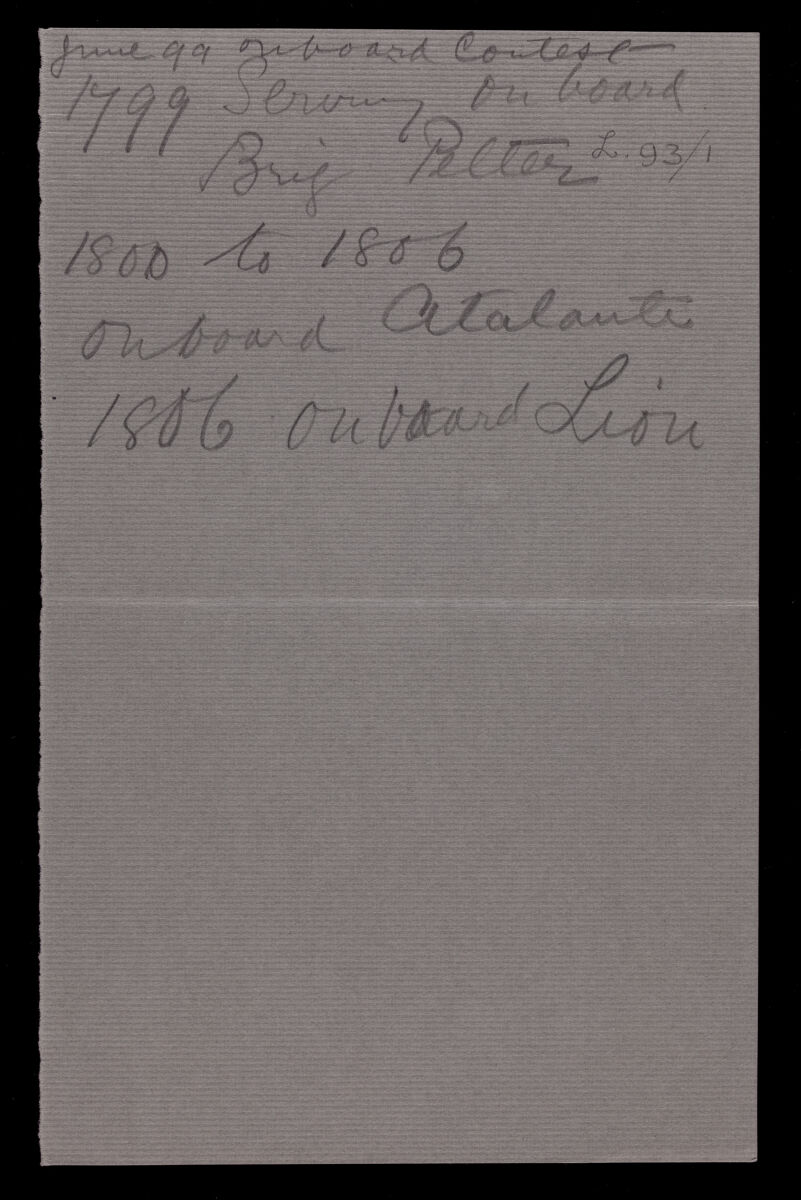 June 99 onboard Contest
1799 Serving on board
Brig Pelter L. 93/1
1800 to 1806
onboard Atalante
1806 onboard Lion